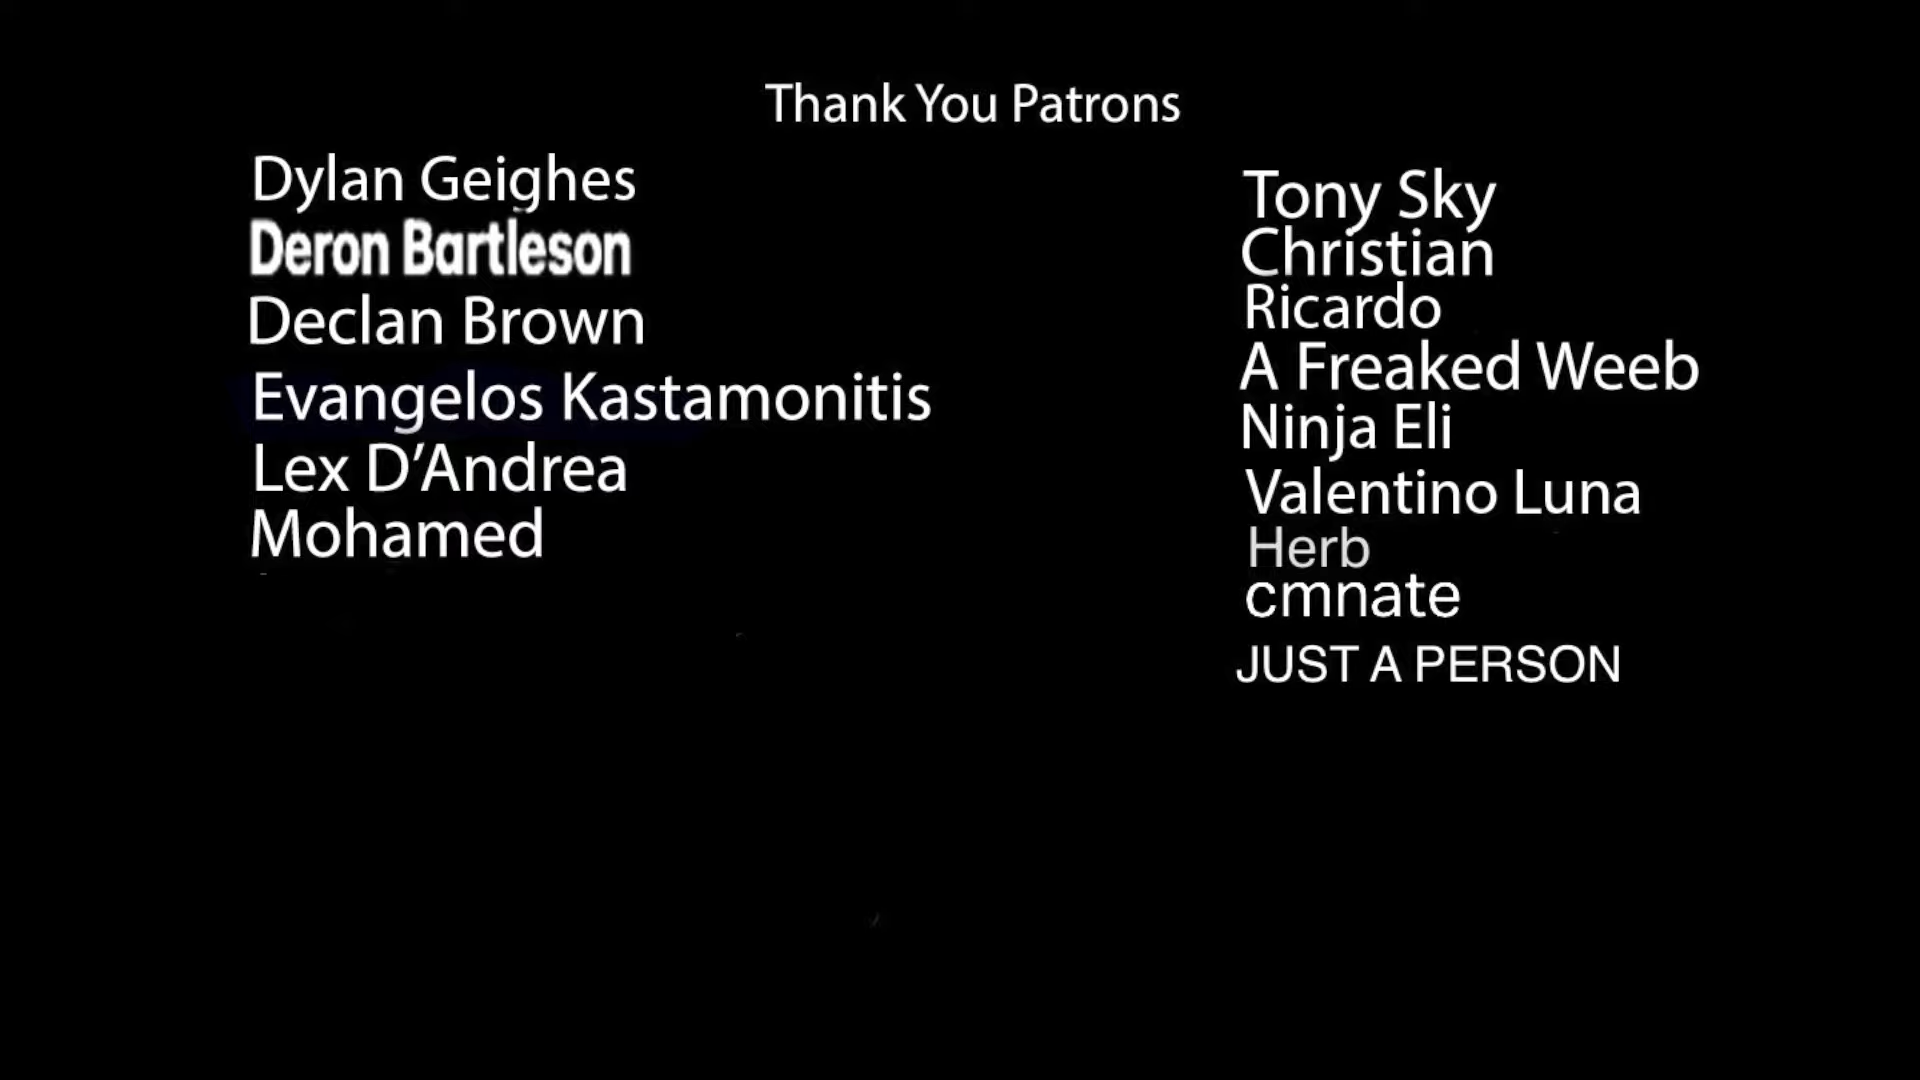 Thank You Patrons
Dylan Geighes
Deron Bartleson
Declan Brown
Evangelos Kastamonitis
Lex D’Andrea
Mohamed
Tony Sky
Christian
Ricardo
A Freaked Weeb
Ninja Eli
Valentino Luna
Herb
cmnate
JUST A PERSON